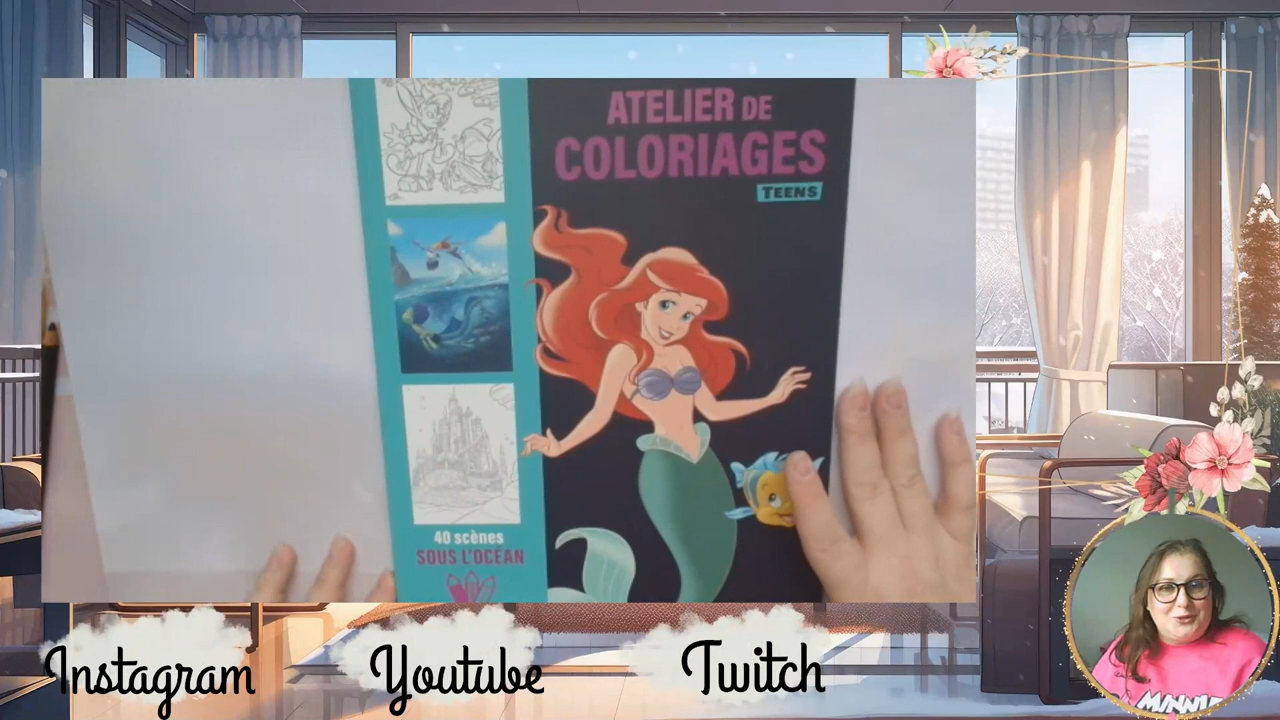 ATELIER DE
COLORIAGES
TEENS
40 scènes
SOUS L'OCÉAN
Instagram
Youtube
Twitch
MINNIE